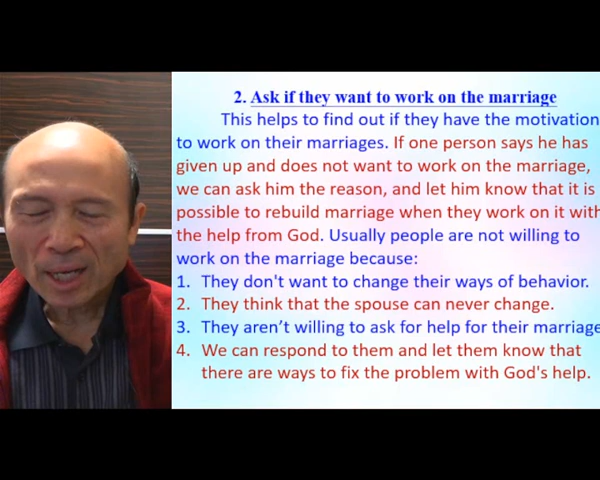 2. Ask if they want to work on the marriage
This helps to find out if they have the motivation
to work on their marriages. If one person says he has
given up and does not want to work on the marriage,
we can ask him the reason, and let him know that it is
possible to rebuild marriage when they work on it with
the help from God. Usually people are not willing to
work on the marriage because:
1. They don't want to change their ways of behavior.
2. They think that the spouse can never change.
3. They aren’t willing to ask for help for their marriage
4. We can respond to them and let them know that
there are ways to fix the problem with God's help.